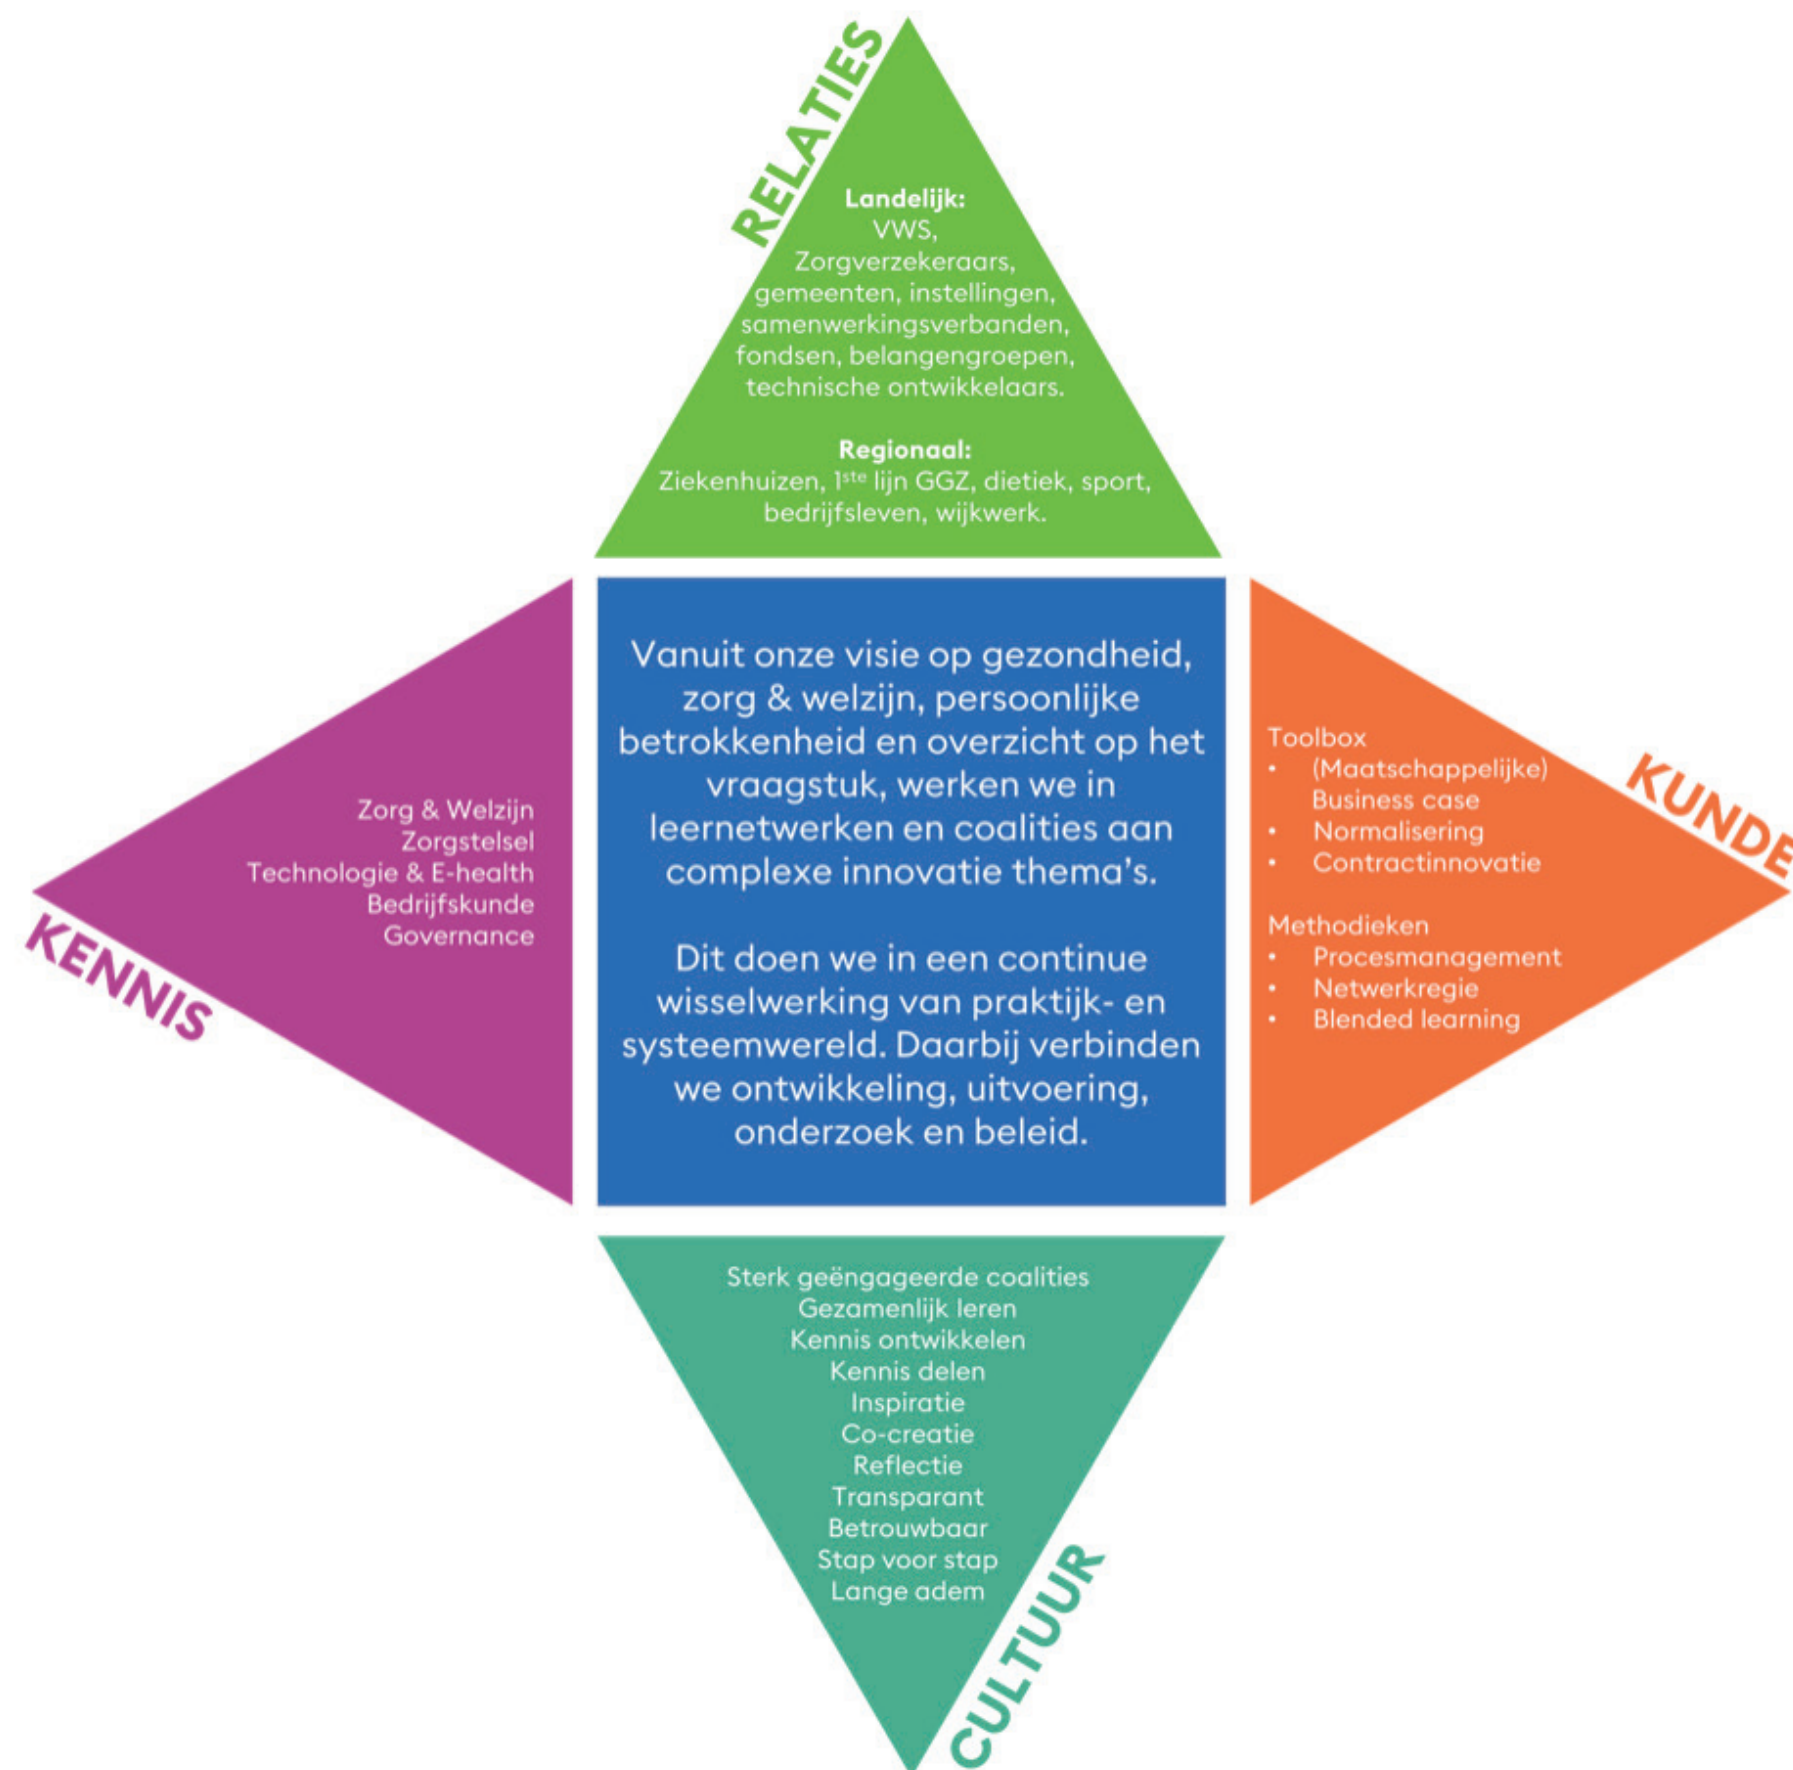 RELATIES
Landelijk:
VWS,
Zorgverzekeraars,
gemeenten, instellingen,
samenwerkingsverbanden,
fondsen, belangengroepen,
technische ontwikkelaars.
Regionaal:
Ziekenhuizen, 1ste lijn GGZ, dietiek, sport,
bedrijfsleven, wijkwerk.
KENNIS
Zorg & Welzijn
Zorgstelsel
Technologie & E-health
Bedrijfskunde
Governance
Vanuit onze visie op gezondheid,
zorg & welzijn, persoonlijke
betrokkenheid en overzicht op het
vraagstuk, werken we in
leernetwerken en coalities aan
complexe innovatie thema's.
Dit doen we in een continue
wisselwerking van praktijk- en
systeemwereld. Daarbij verbinden
we ontwikkeling, uitvoering,
onderzoek en beleid.
KUNDE
Toolbox
• (Maatschappelijke)
Business case
• Normalisering
• Contractinnovatie
Methodieken
• Procesmanagement
• Netwerkregie
• Blended learning
Sterk geëngageerde coalities
Gezamenlijk leren
Kennis ontwikkelen
Kennis delen
Inspiratie
Co-creatie
Reflectie
Transparant
Betrouwbaar
Stap voor stap
Lange adem
CULTUUR